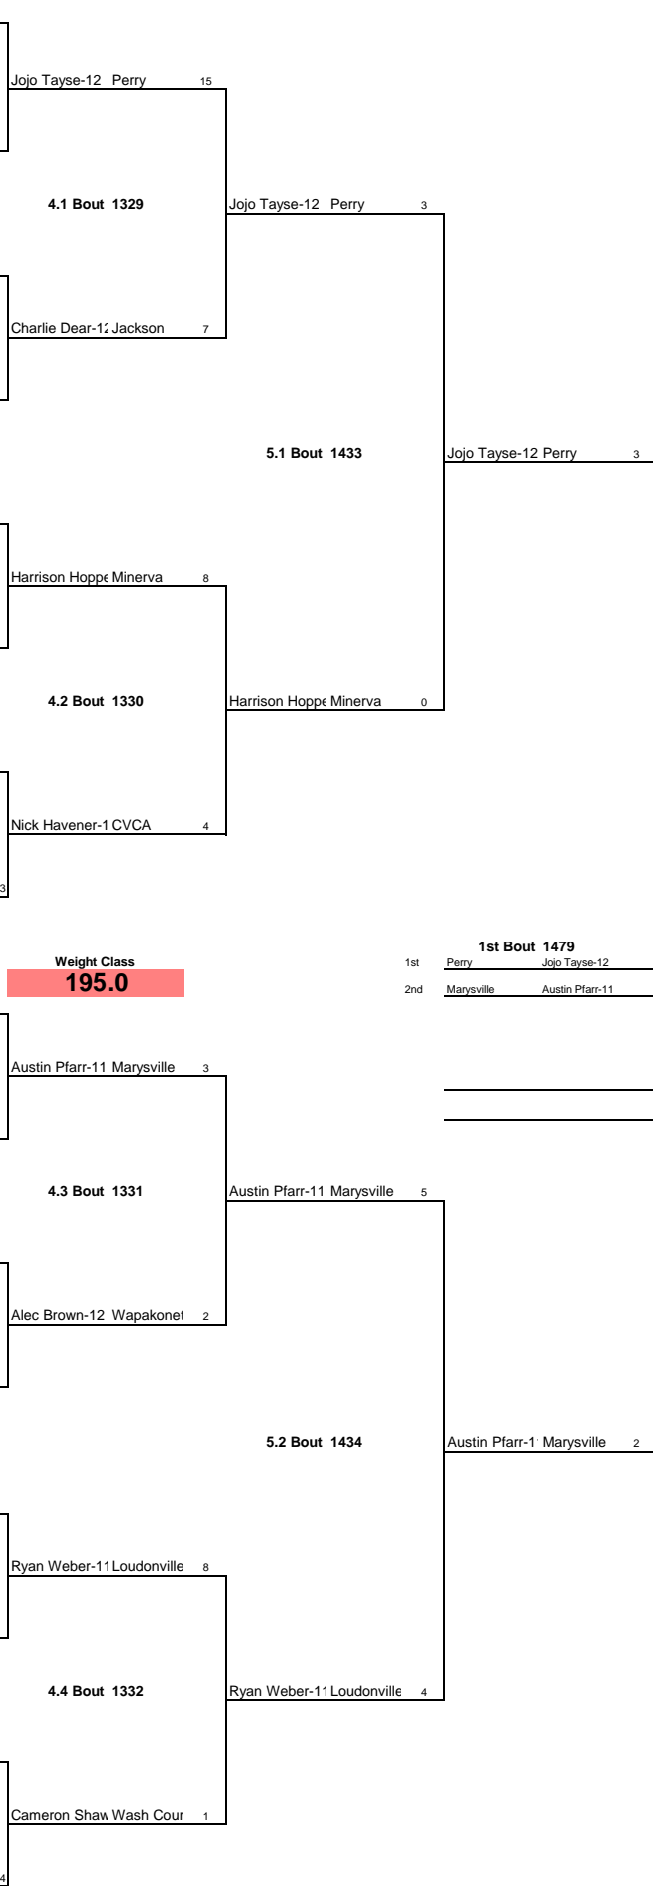 Jojo Tayse-12 Perry 15
4.1 Bout 1329
Jojo Tayse-12 Perry 3
Charlie Dear-12 Jackson 7
5.1 Bout 1433
Jojo Tayse-12 Perry 3
Harrison Hoppe Minerva 8
4.2 Bout 1330
Harrison Hoppe Minerva 0
Nick Havener-1 CVCA 4
3
1st Bout 1479
Weight Class
1st Perry Jojo Tayse-12
195.0
2nd Marysville Austin Pfarr-11
Austin Pfarr-11 Marysville 3
4.3 Bout 1331
Austin Pfarr-11 Marysville 5
Alec Brown-12 Wapakonet 2
5.2 Bout 1434
Austin Pfarr-1 Marysville 2
Ryan Weber-11 Loudonville 8
4.4 Bout 1332
Ryan Weber-11 Loudonville 4
Cameron Shaw Wash Cour 1
4